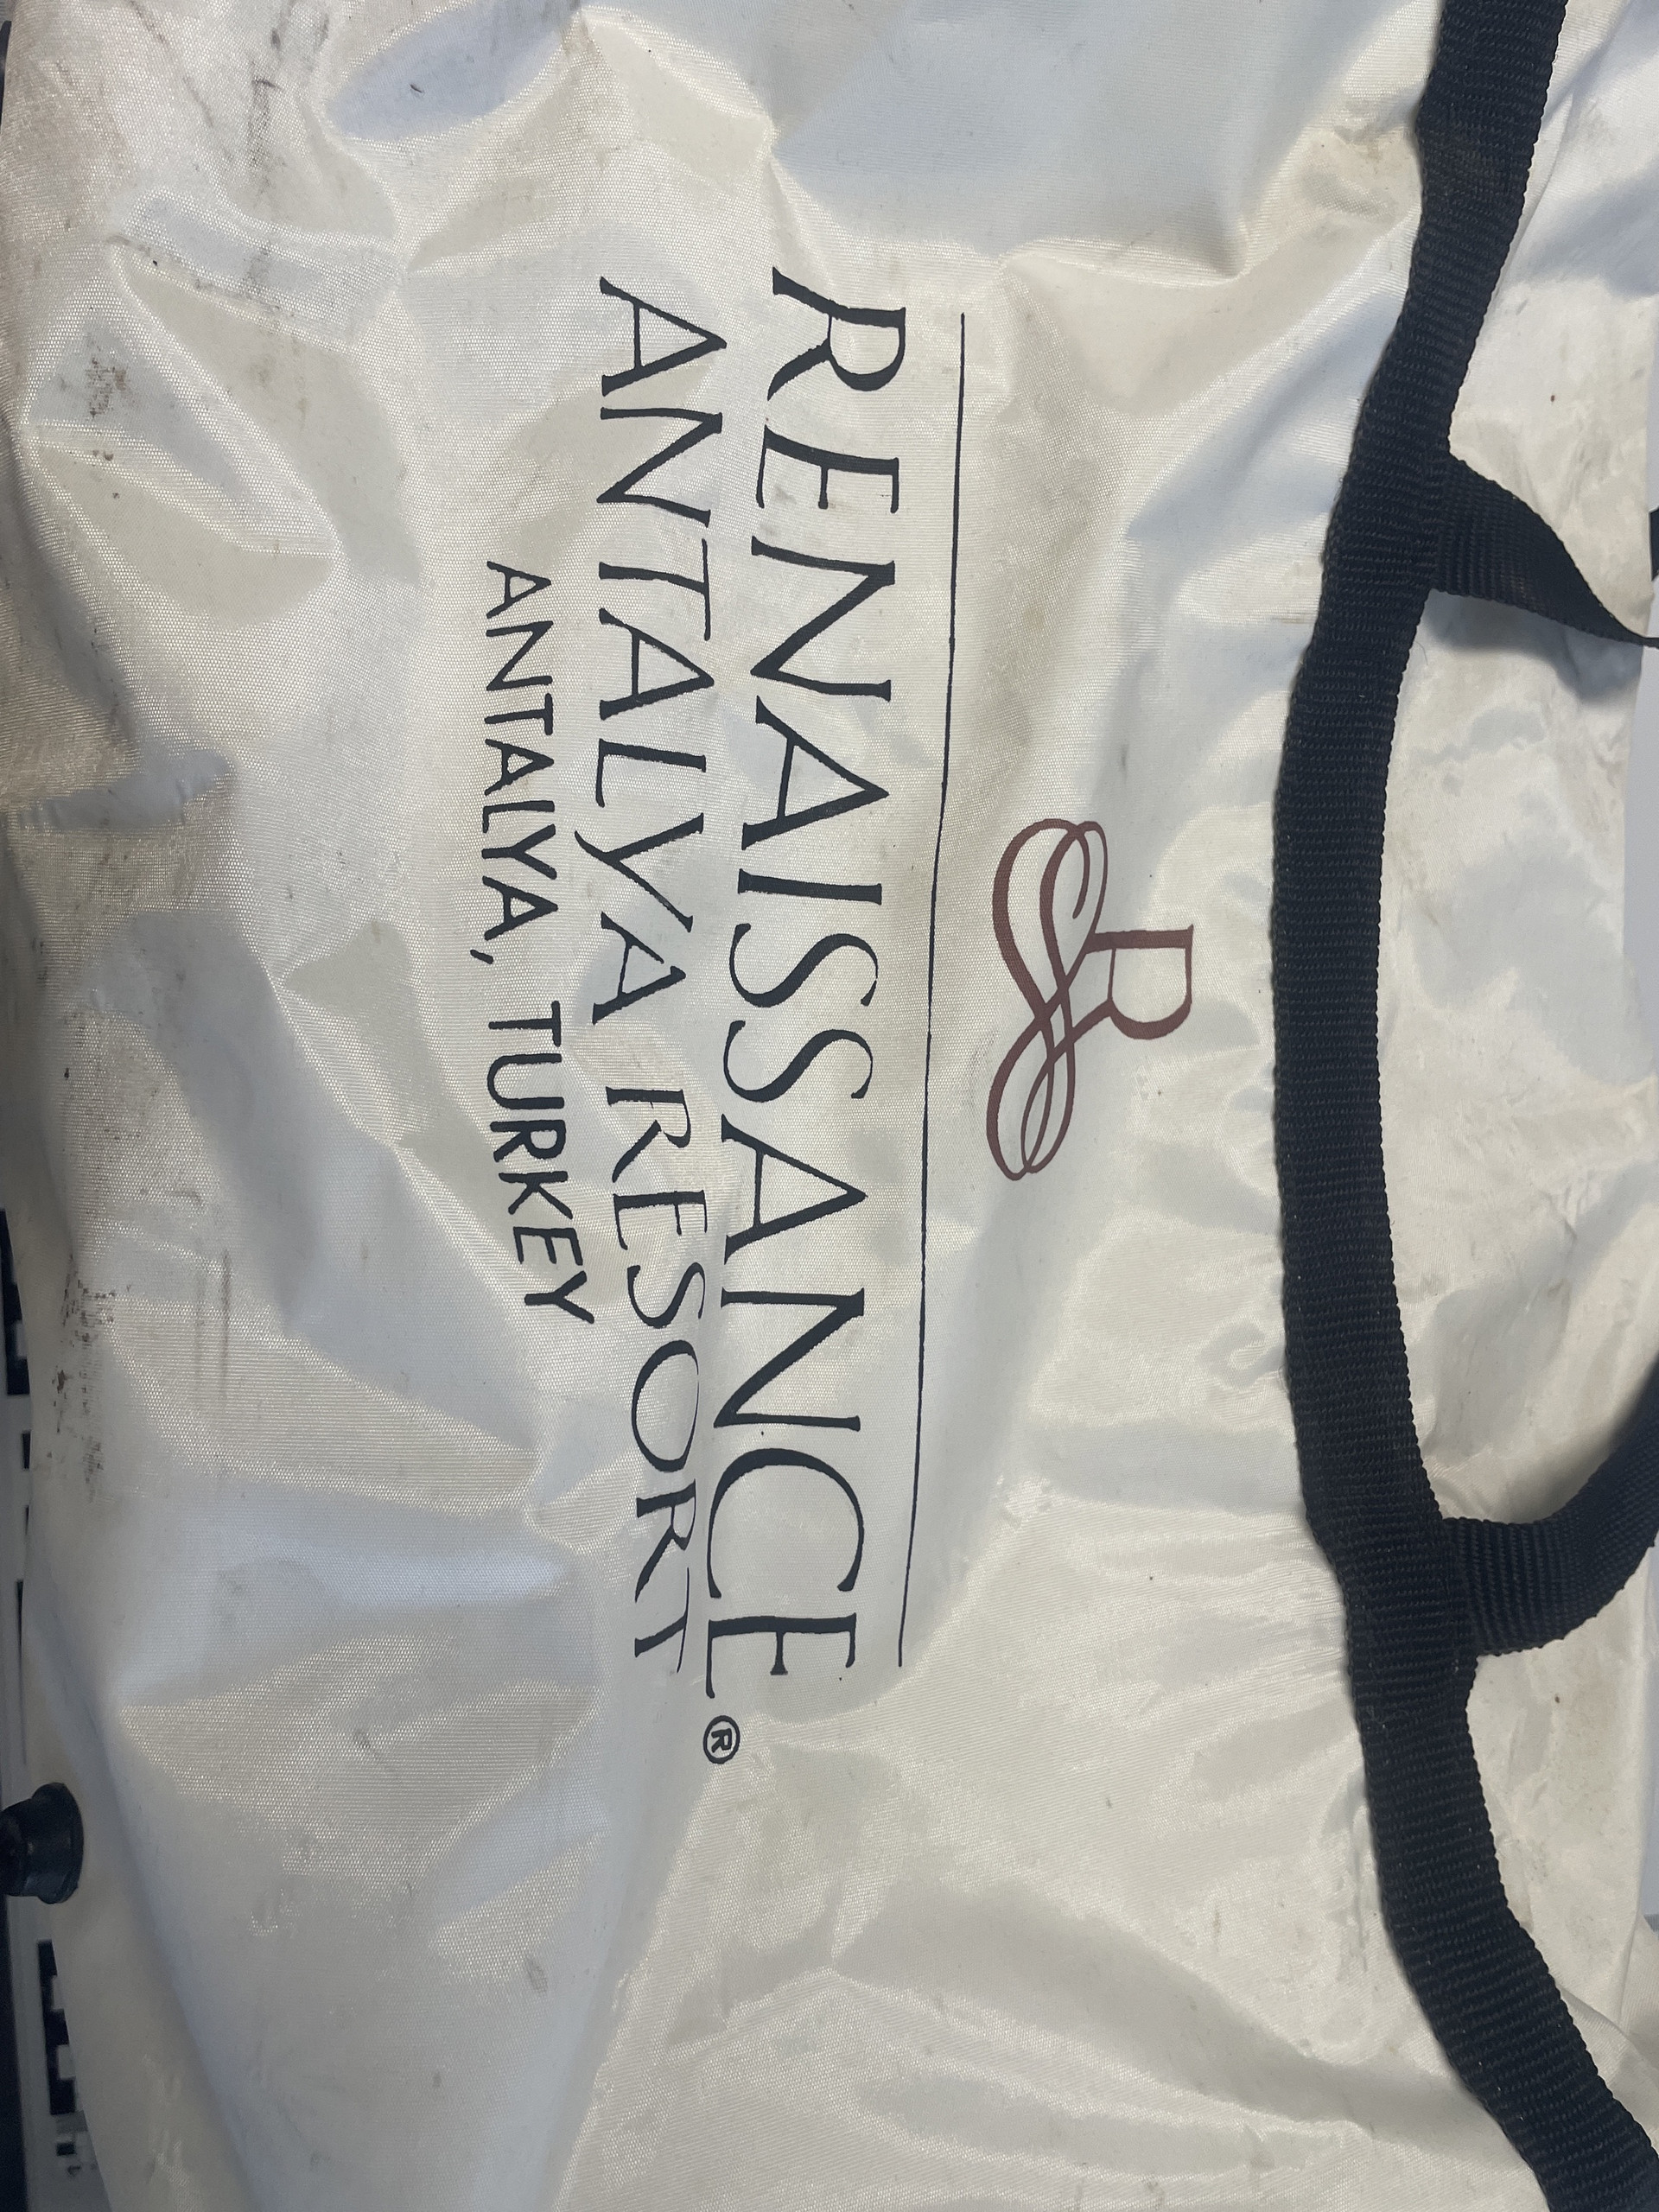 R
RENAISSANCE®
ANTALYA RESORT
ANTALYA, TURKEY